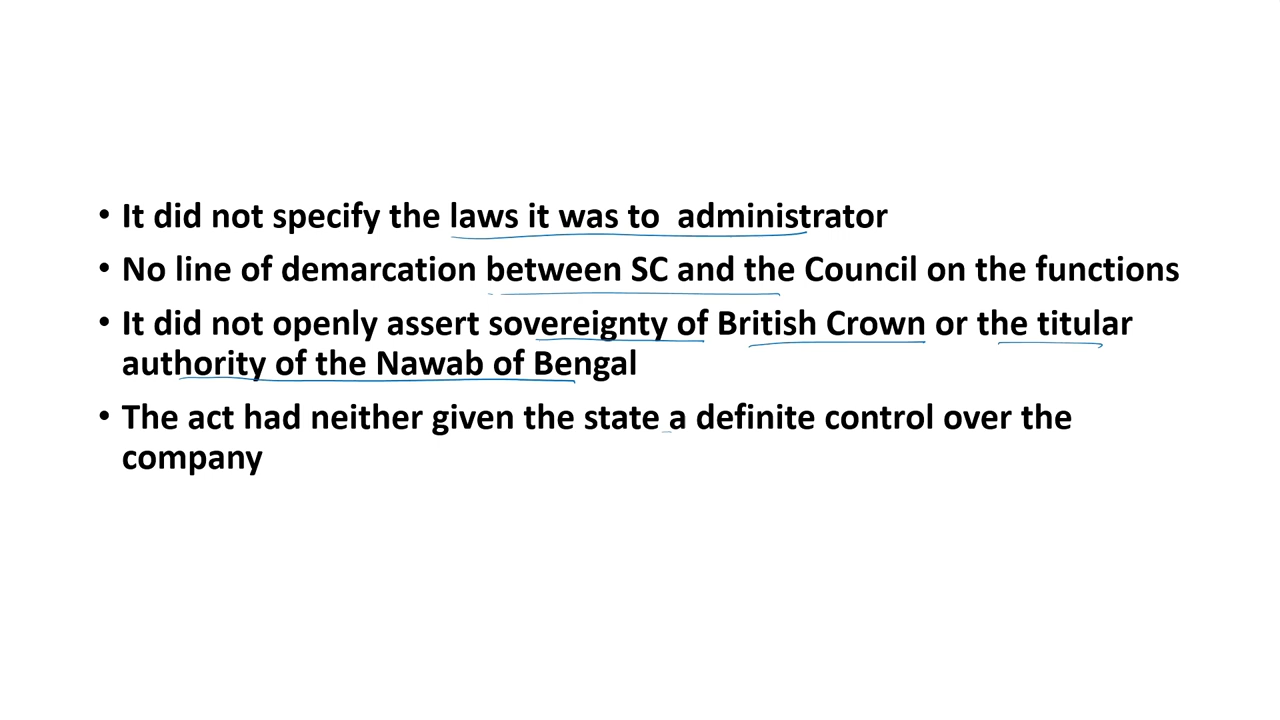 • It did not specify the laws it was to  administrator
• No line of demarcation between SC and the Council on the functions
• It did not openly assert sovereignty of British Crown or the titular
authority of the Nawab of Bengal
• The act had neither given the state a definite control over the
company